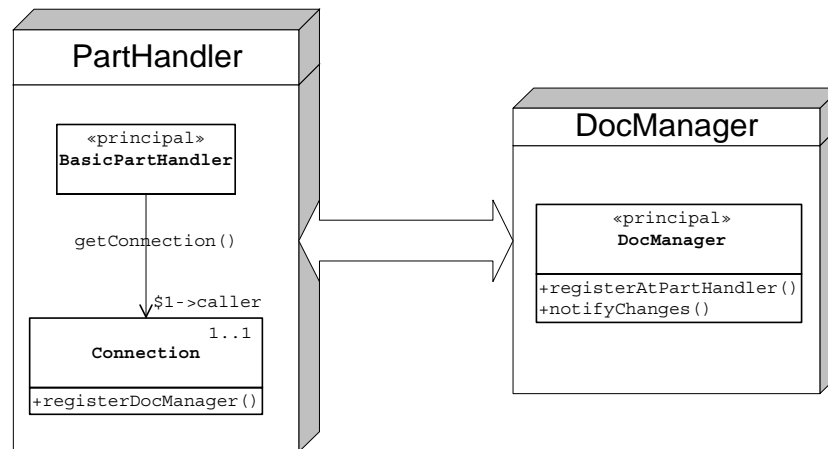 PartHandler
«principal»
BasicPartHandler
getConnection()
$1->caller
1..1
Connection
+registerDocManager()
DocManager
«principal»
DocManager
+registerAtPartHandler()
+notifyChanges()